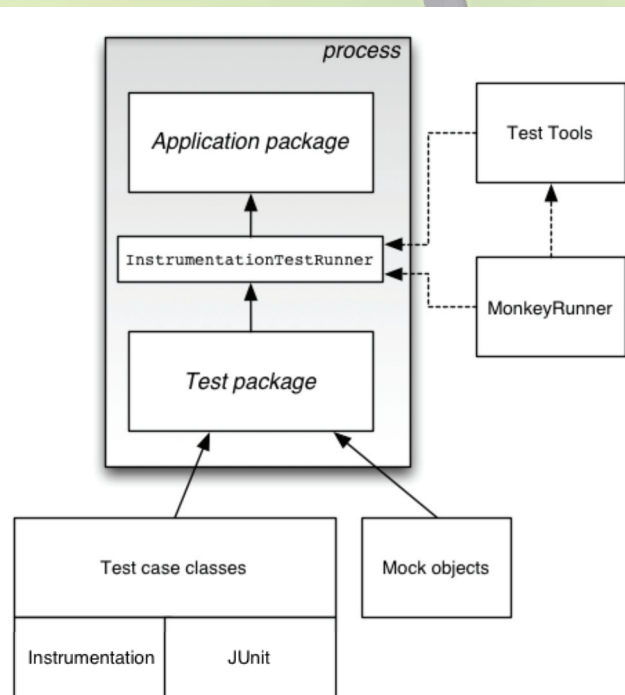 process
Application package
Test Tools
InstrumentationTestRunner
MonkeyRunner
Test package
Test case classes
Mock objects
Instrumentation
JUnit